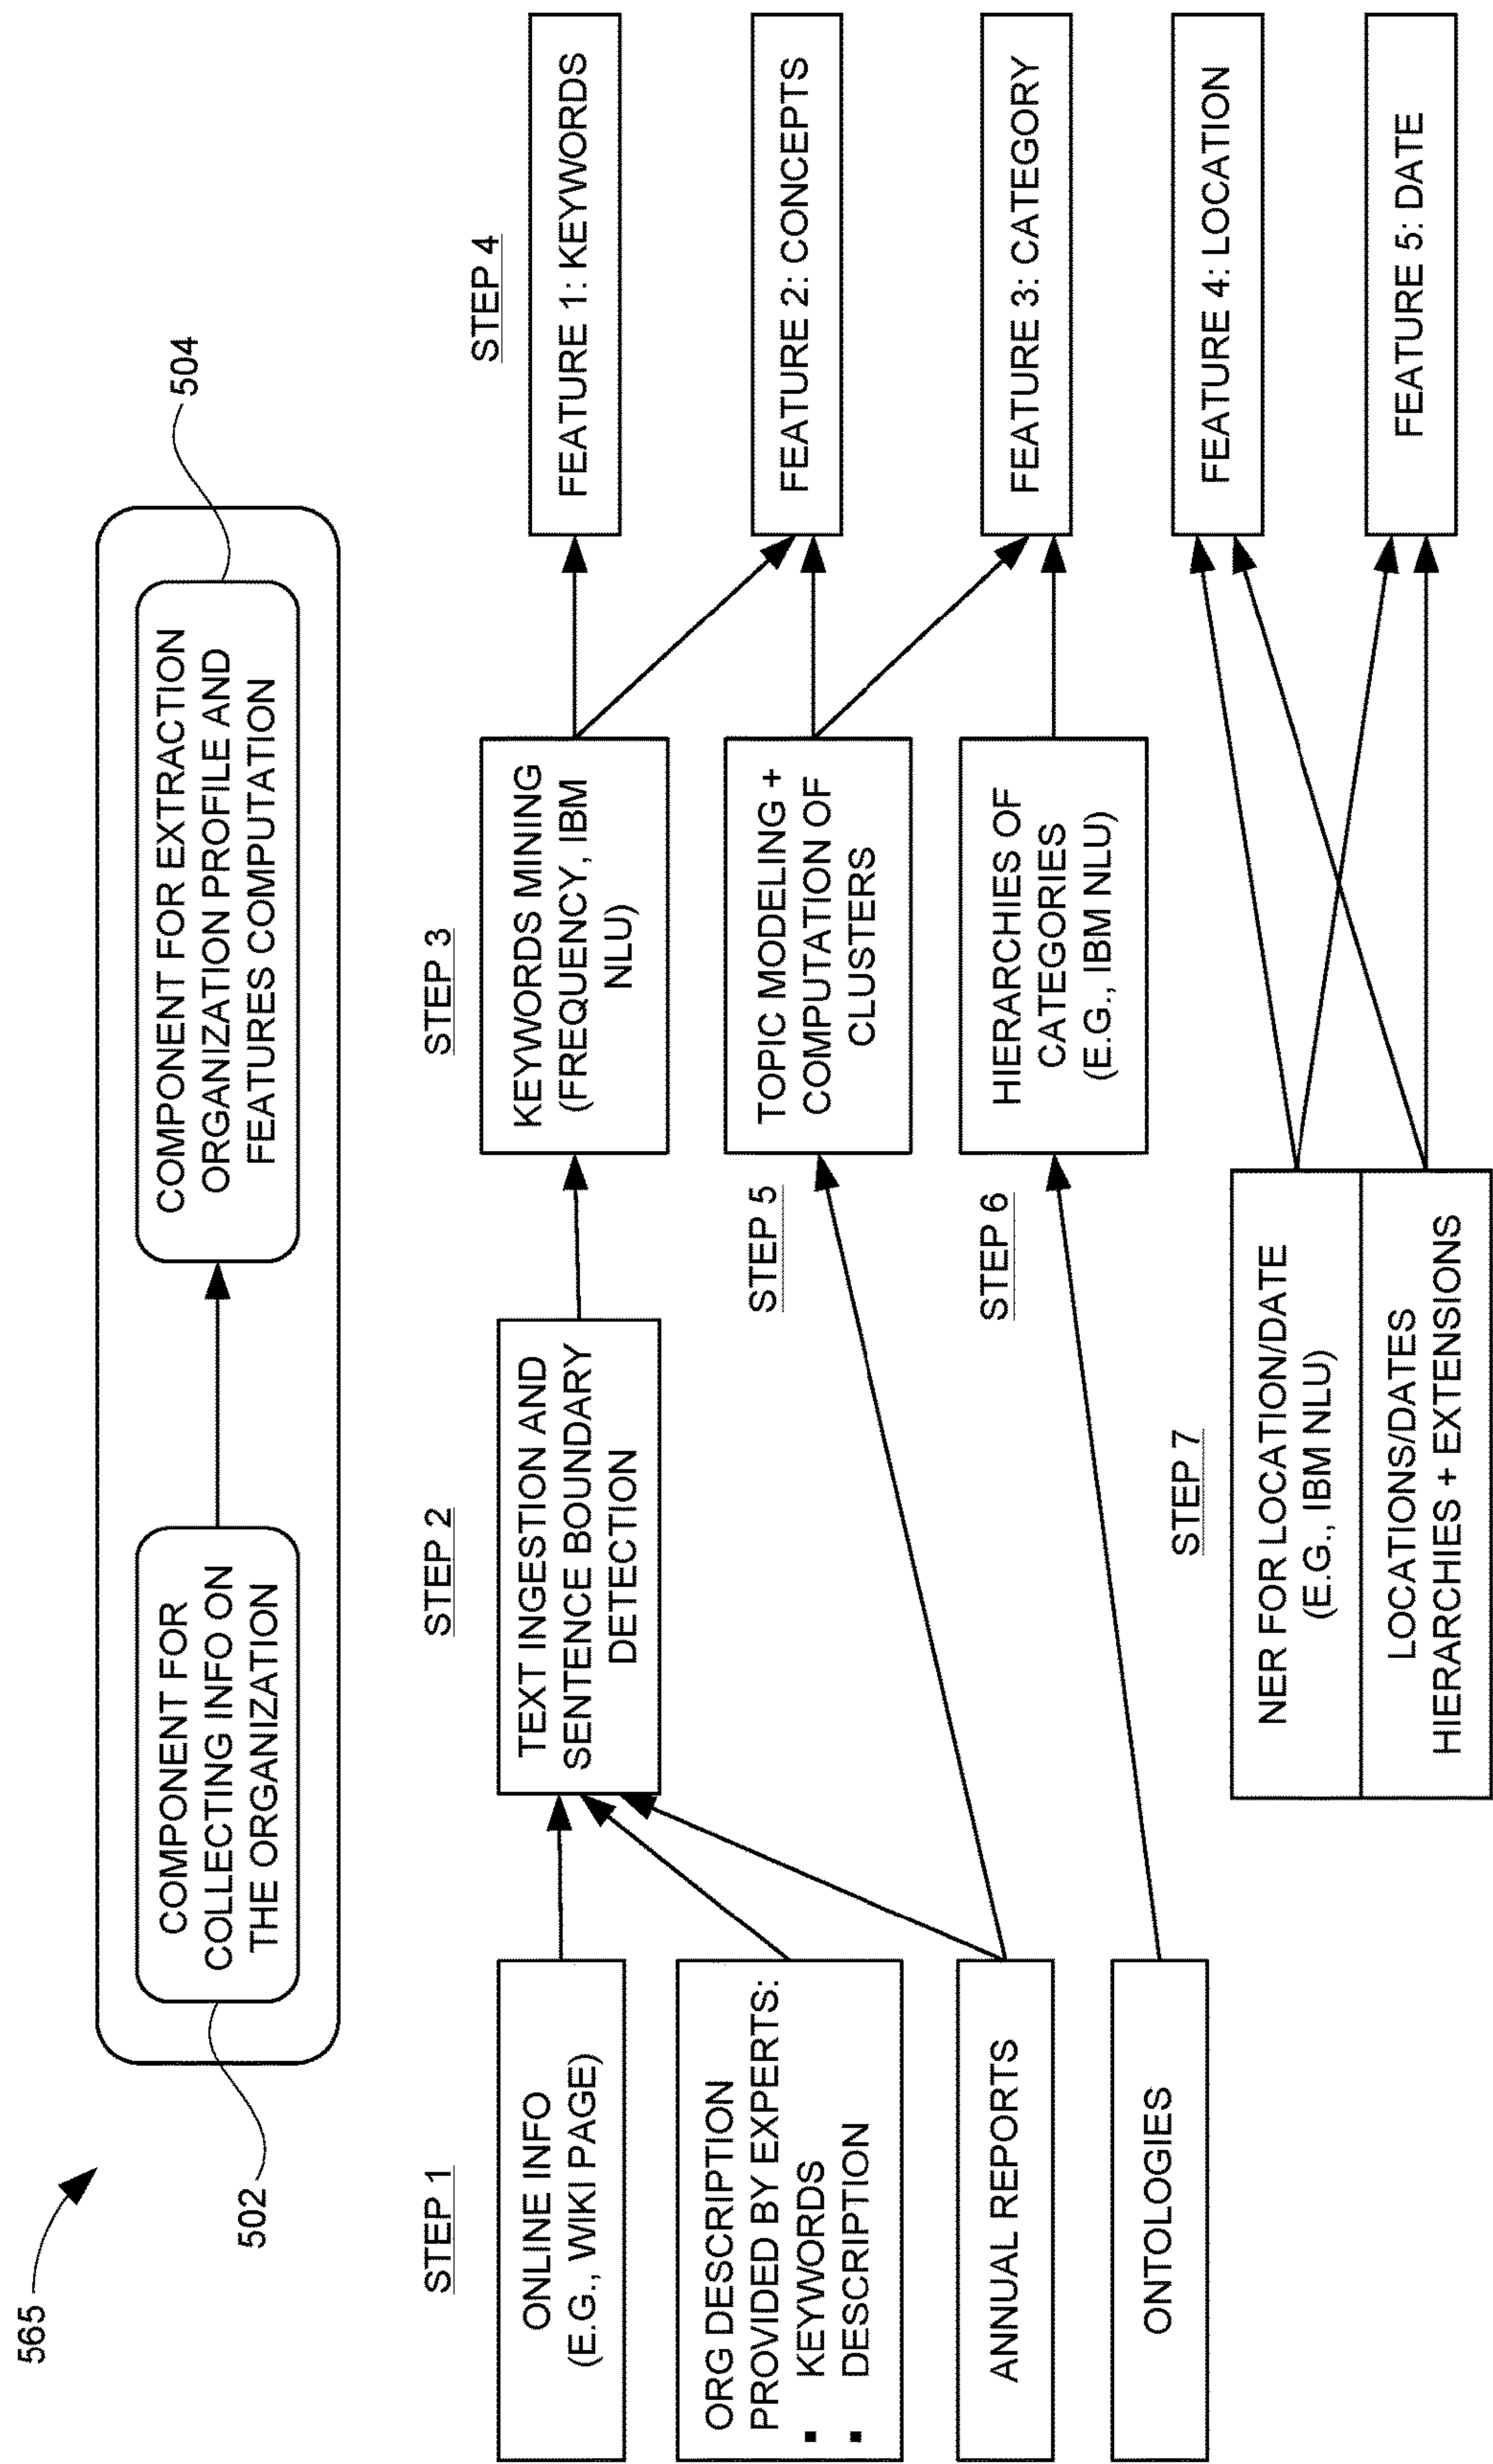 565
COMPONENT FOR
COLLECTING INFO ON
THE ORGANIZATION
502
COMPONENT FOR EXTRACTION
ORGANIZATION PROFILE AND
FEATURES COMPUTATION
504
STEP 1
ONLINE INFO
(E.G., WIKI PAGE)
ORG DESCRIPTION
PROVIDED BY EXPERTS:
▪ KEYWORDS
▪ DESCRIPTION
ANNUAL REPORTS
ONTOLOGIES
STEP 2
TEXT INGESTION AND
SENTENCE BOUNDARY
DETECTION
STEP 3
KEYWORDS MINING
(FREQUENCY, IBM
NLU)
STEP 5
TOPIC MODELING +
COMPUTATION OF
CLUSTERS
STEP 6
HIERARCHIES OF
CATEGORIES
(E.G., IBM NLU)
STEP 7
NER FOR LOCATION/DATE
(E.G., IBM NLU)
LOCATIONS/DATES
HIERARCHIES + EXTENSIONS
STEP 4
FEATURE 1: KEYWORDS
FEATURE 2: CONCEPTS
FEATURE 3: CATEGORY
FEATURE 4: LOCATION
FEATURE 5: DATE